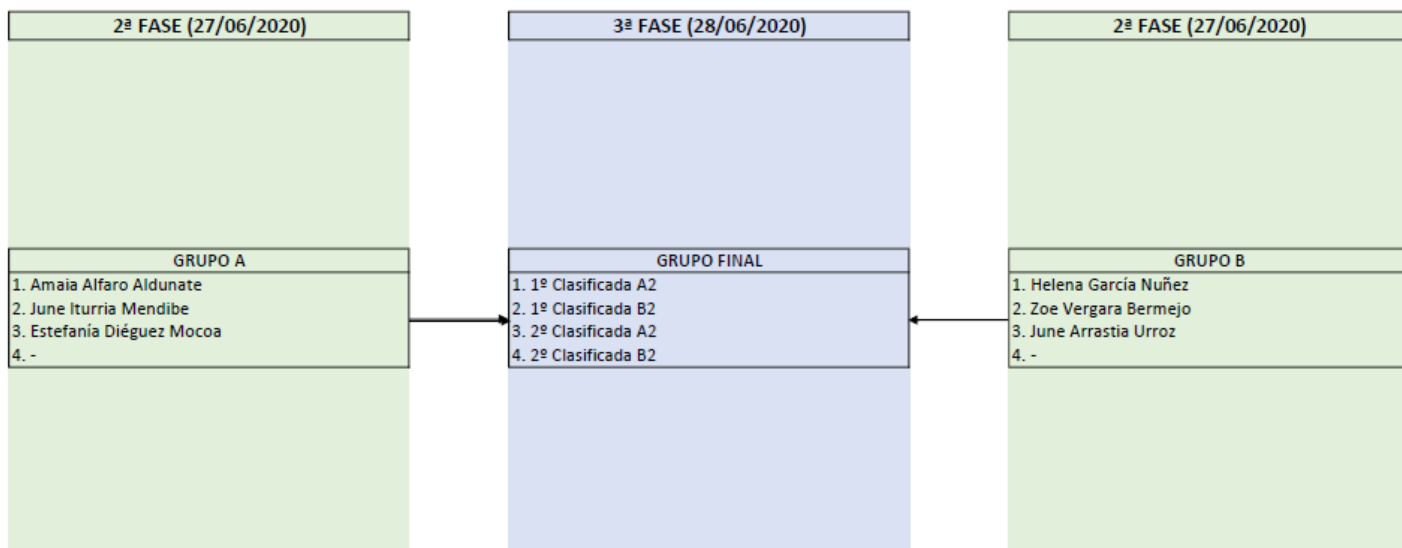 2ª FASE (27/06/2020)
GRUPO A
1. Amaia Alfaro Aldunate
2. June Iturria Mendibe
3. Estefanía Diéguez Mocoa
4. -
3ª FASE (28/06/2020)
GRUPO FINAL
1. 1º Clasificada A2
2. 1º Clasificada B2
3. 2º Clasificada A2
4. 2º Clasificada B2
2ª FASE (27/06/2020)
GRUPO B
1. Helena García Nuñez
2. Zoe Vergara Bermejo
3. June Arrastia Urroz
4. -